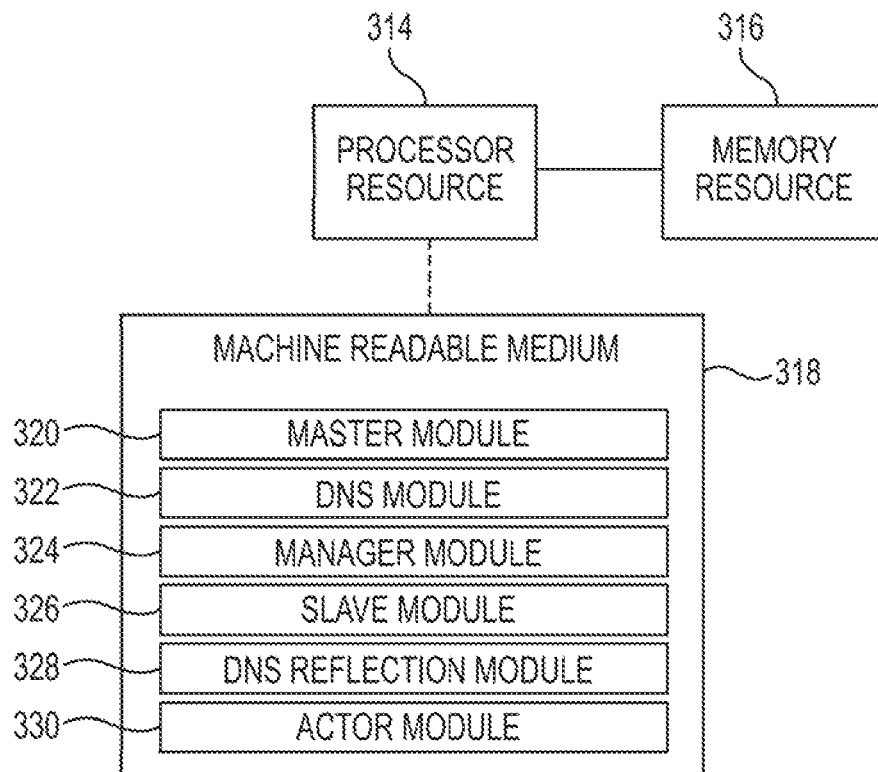 314
316
PROCESSOR
RESOURCE
MEMORY
RESOURCE
MACHINE READABLE MEDIUM
318
320
MASTER MODULE
322
DNS MODULE
324
MANAGER MODULE
326
SLAVE MODULE
328
DNS REFLECTION MODULE
330
ACTOR MODULE